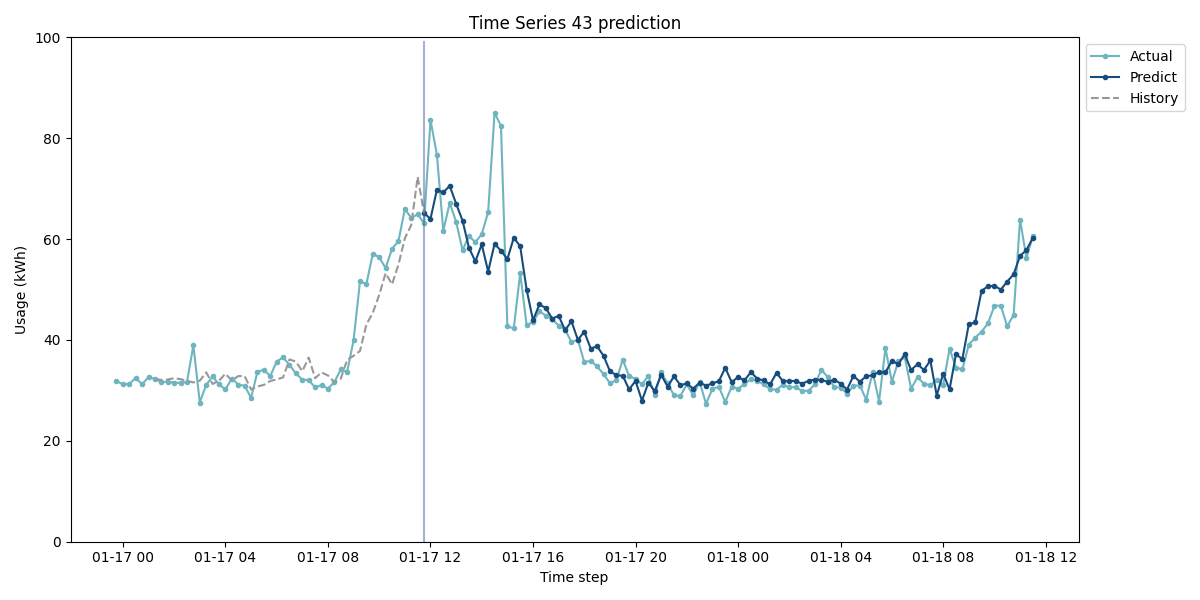 Time Series 43 prediction
Usage (kWh)
100
80
60
40
20
0
01-17 00
01-17 04
01-17 08
01-17 12
01-17 16
01-17 20
01-18 00
01-18 04
01-18 08
01-18 12
Time step
Actual
Predict
History